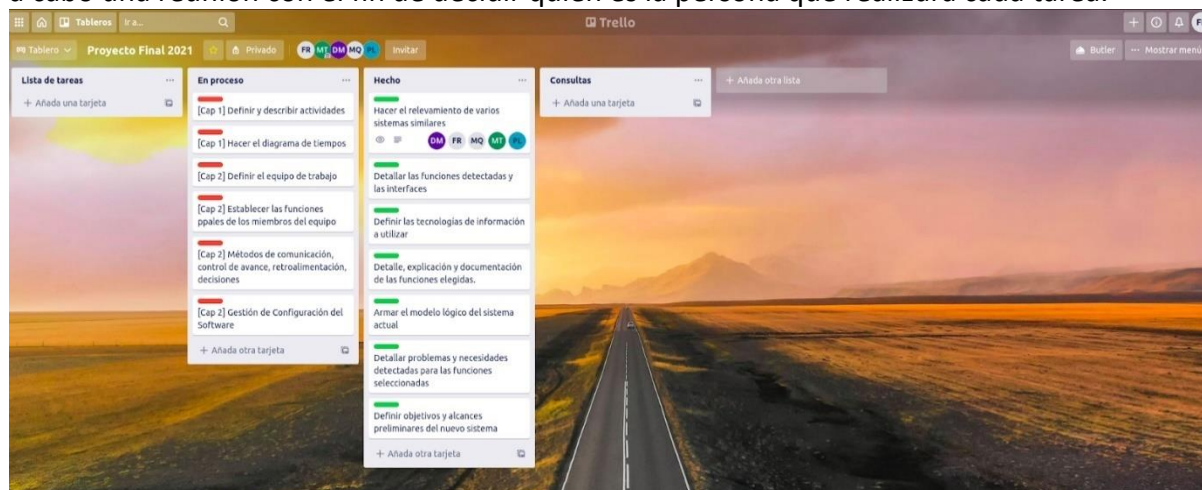 a cabo una reunión con el fin de decidir quién es la persona que realizará cada tarea.
Tableros
Ir a...
Trello
Tablero
Proyecto Final 2021
Privado
FR MT DM MQ PL
Invitar
Butler
Mostrar menú
Lista de tareas
+ Añada una tarjeta
En proceso
[Cap 1] Definir y describir actividades
[Cap 1] Hacer el diagrama de tiempos
[Cap 2] Definir el equipo de trabajo
[Cap 2] Establecer las funciones
ppales de los miembros del equipo
[Cap 2] Métodos de comunicación,
control de avance, retroalimentación,
decisiones
[Cap 2] Gestión de Configuración del
Software
+ Añada otra tarjeta
Hecho
Hacer el relevamiento de varios
sistemas similares
DM FR MQ MT PL
Detallar las funciones detectadas y
las interfaces
Definir las tecnologías de información
a utilizar
Detalle, explicación y documentación
de las funciones elegidas.
Armar el modelo lógico del sistema
actual
Detallar problemas y necesidades
detectadas para las funciones
seleccionadas
Definir objetivos y alcances
preliminares del nuevo sistema
+ Añada otra tarjeta
Consultas
+ Añada una tarjeta
+ Añada otra lista